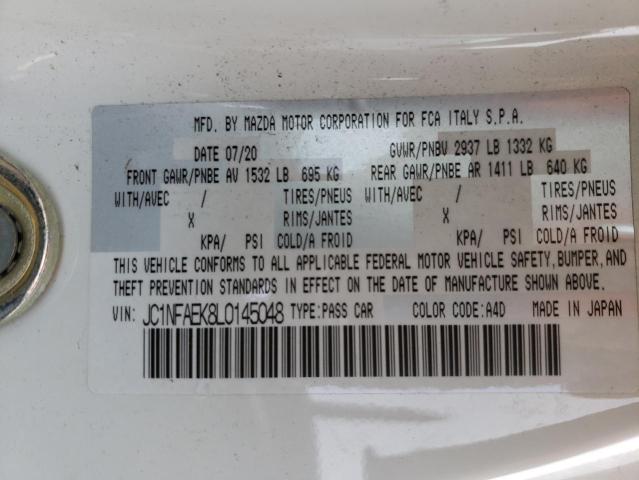 MFD. BY MAZDA MOTOR CORPORATION FOR FCA ITALY S.P.A.
DATE 07/20 GVWR/PNBV 2937 LB 1332 KG
FRONT GAWR/PNBE AV 1532 LB 695 KG REAR GAWR/PNBE AR 1411 LB 640 KG
WITH/AVEC / TIRES/PNEUS WITH/AVEC / TIRES/PNEUS
X RIMS/JANTES X RIMS/JANTES
KPA/ PSI COLD/A FROID KPA/ PSI COLD/A FROID
THIS VEHICLE CONFORMS TO ALL APPLICABLE FEDERAL MOTOR VEHICLE SAFETY, BUMPER, AND
THEFT PREVENTION STANDARDS IN EFFECT ON THE DATE OF MANUFACTURE SHOWN ABOVE.
VIN: JC1NFAEK8L0145048 TYPE:PASS CAR COLOR CODE:A4D MADE IN JAPAN